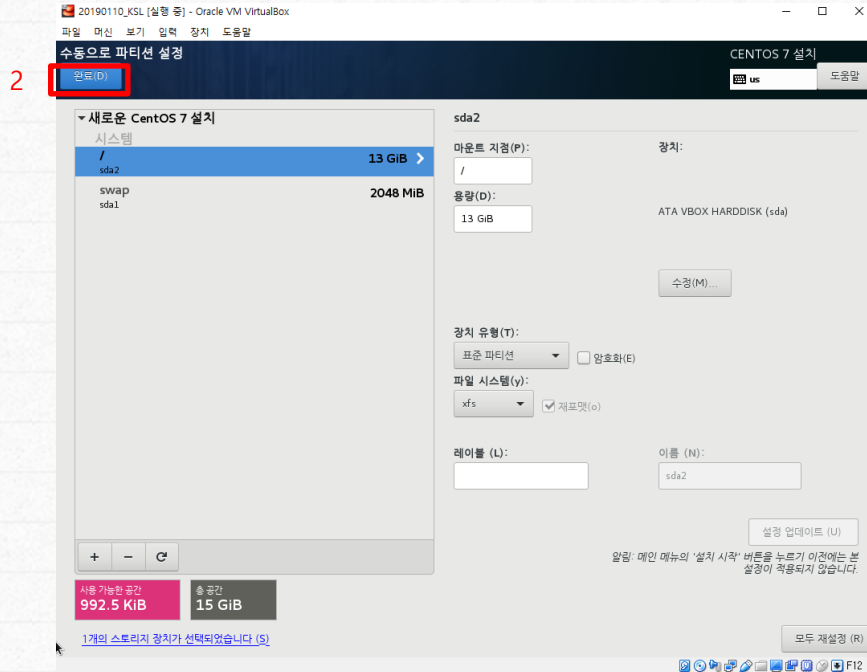 20190110_KSL [실행 중] - Oracle VM VirtualBox
파일 머신 보기 입력 장치 도움말
수동으로 파티션 설정
CENTOS 7 설치
2
완료(D)
us
도움말
새로운 CentOS 7 설치
시스템
/
13 GiB
sda2
swap
2048 MiB
sda1
sda2
마운트 지점(P):
장치:
/
용량(D):
13 GiB
ATA VBOX HARDDISK (sda)
수정(M)...
장치 유형(T):
표준 파티션
암호화(E)
파일 시스템(y):
xfs
재포맷(o)
레이블 (L):
이름 (N):
sda2
설정 업데이트 (U)
알림: 메인 메뉴의 '설치 시작' 버튼을 누르기 이전에는 본
설정이 적용되지 않습니다.
+ −
사용 가능한 공간
992.5 KiB
총 공간
15 GiB
1개의 스토리지 장치가 선택되었습니다 (S)
모두 재설정 (R)
F12